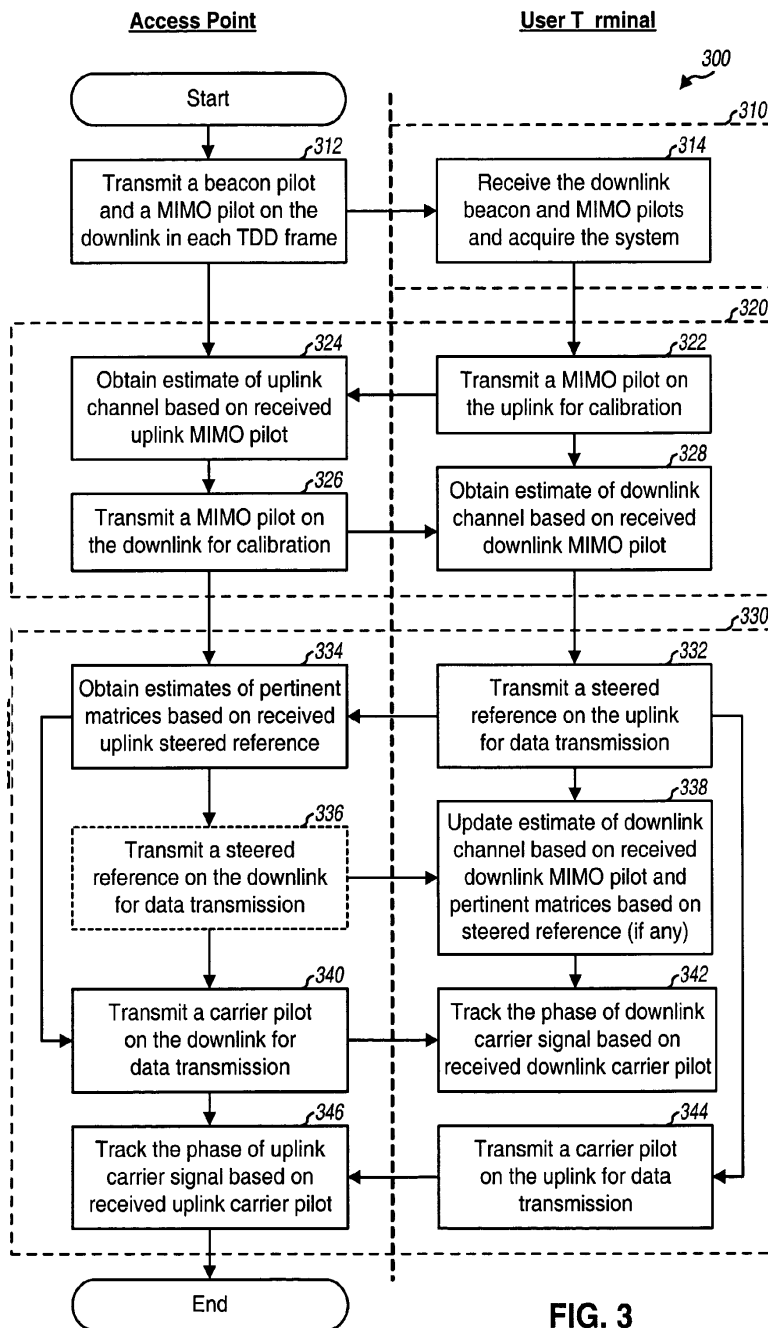 Access Point
User T rminal
300
Start
310
312
Transmit a beacon pilot
and a MIMO pilot on the
downlink in each TDD frame
314
Receive the downlink
beacon and MIMO pilots
and acquire the system
320
324
Obtain estimate of uplink
channel based on received
uplink MIMO pilot
322
Transmit a MIMO pilot on
the uplink for calibration
326
Transmit a MIMO pilot on
the downlink for calibration
328
Obtain estimate of downlink
channel based on received
downlink MIMO pilot
330
334
Obtain estimates of pertinent
matrices based on received
uplink steered reference
332
Transmit a steered
reference on the uplink
for data transmission
336
Transmit a steered
reference on the downlink
for data transmission
338
Update estimate of downlink
channel based on received
downlink MIMO pilot and
pertinent matrices based on
steered reference (if any)
340
Transmit a carrier pilot
on the downlink for
data transmission
342
Track the phase of downlink
carrier signal based on
received downlink carrier pilot
346
Track the phase of uplink
carrier signal based on
received uplink carrier pilot
344
Transmit a carrier pilot
on the uplink for data
transmission
End
FIG. 3